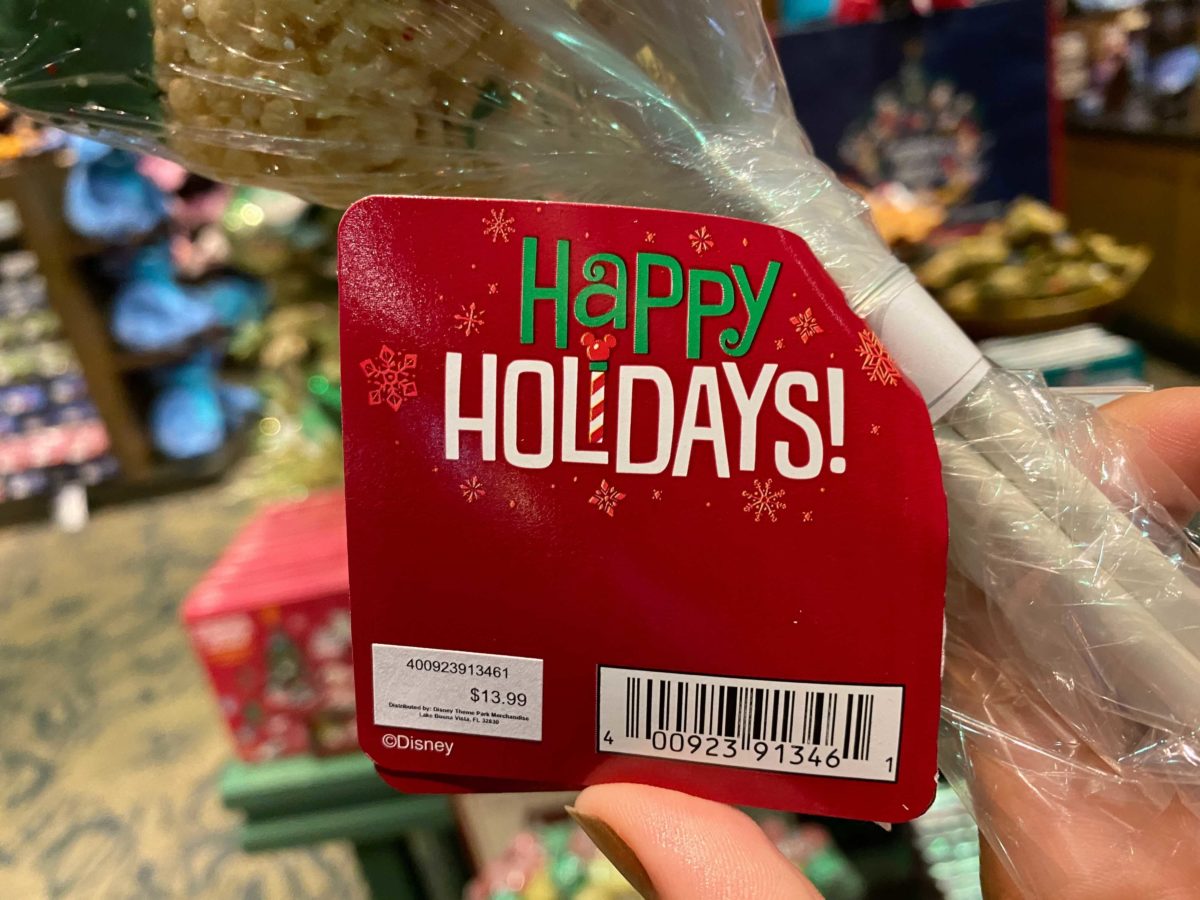 Happy
HOLiDAYS!
400923913461
$13.99
Distributed by: Disney Theme Park Merchandise
Lake Buena Vista, FL 32830
©Disney
4 00923 91346 1